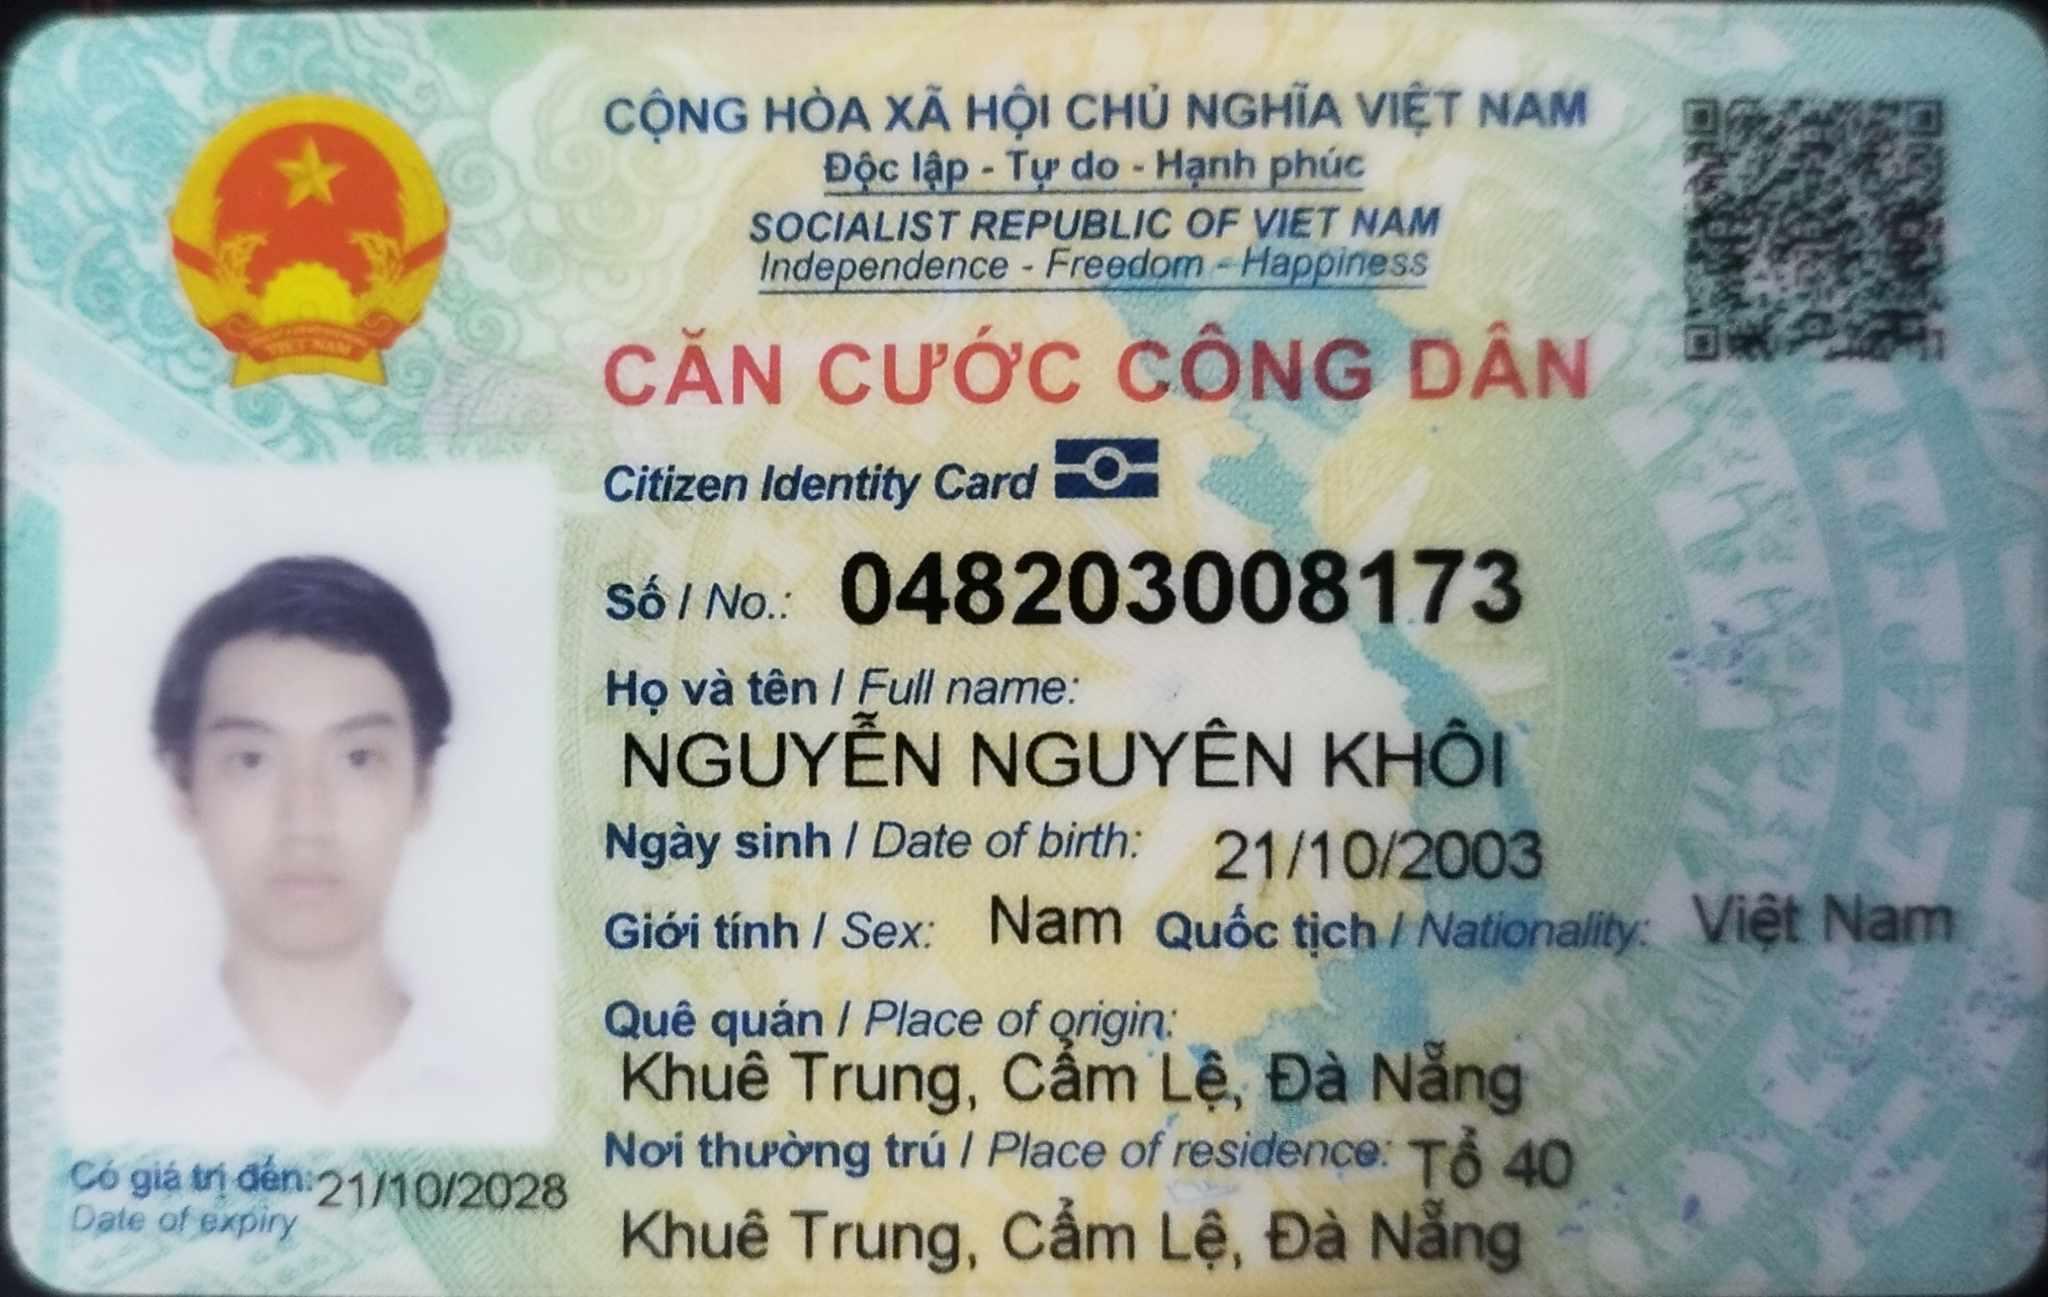 CỘNG HÒA XÃ HỘI CHỦ NGHĨA VIỆT NAM
Độc lập - Tự do - Hạnh phúc
SOCIALIST REPUBLIC OF VIET NAM
Independence - Freedom - Happiness
CĂN CƯỚC CÔNG DÂN
Citizen Identity Card
Số / No.: 048203008173
Họ và tên / Full name:
NGUYỄN NGUYÊN KHÔI
Ngày sinh / Date of birth: 21/10/2003
Giới tính / Sex: Nam Quốc tịch / Nationality: Việt Nam
Quê quán / Place of origin:
Khuê Trung, Cẩm Lệ, Đà Nẵng
Nơi thường trú / Place of residence: Tổ 40
Khuê Trung, Cẩm Lệ, Đà Nẵng
Có giá trị đến: 21/10/2028
Date of expiry